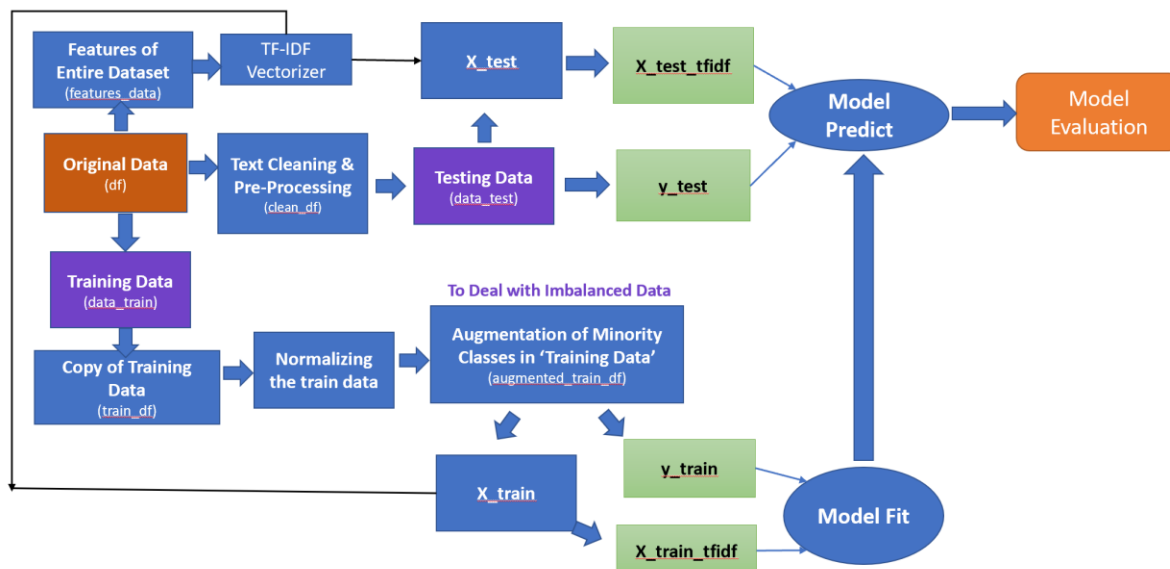 Features of
Entire Dataset
(features_data)
TF-IDF
Vectorizer
X_test
X_test_tfidf
Model
Predict
Model
Evaluation
Original Data
(df)
Text Cleaning &
Pre-Processing
(clean_df)
Testing Data
(data_test)
y_test
Training Data
(data_train)
To Deal with Imbalanced Data
Copy of Training
Data
(train_df)
Normalizing
the train data
Augmentation of Minority
Classes in ‘Training Data’
(augmented_train_df)
X_train
y_train
X_train_tfidf
Model Fit